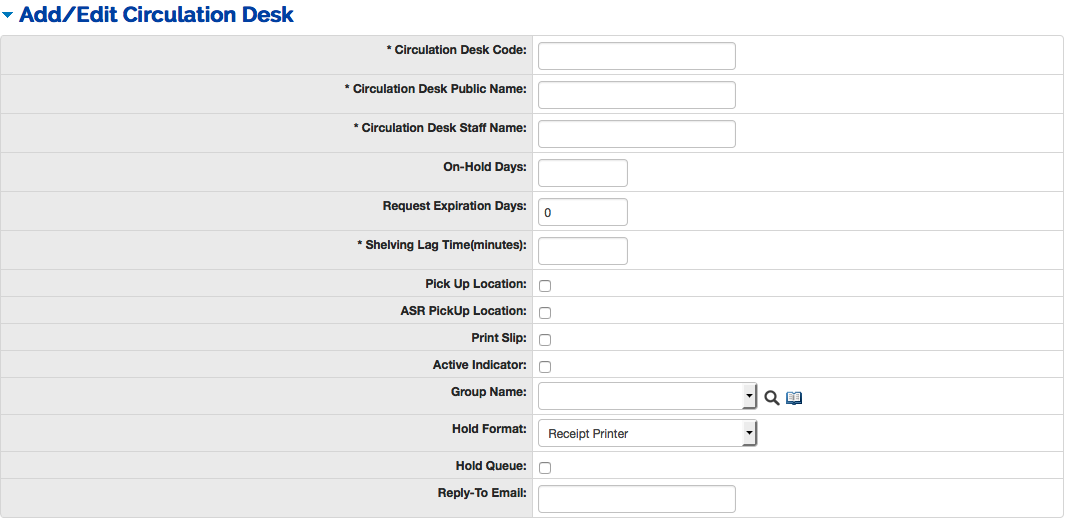 Add/Edit Circulation Desk
* Circulation Desk Code:
* Circulation Desk Public Name:
* Circulation Desk Staff Name:
On-Hold Days:
Request Expiration Days: 0
* Shelving Lag Time(minutes):
Pick Up Location:
ASR PickUp Location:
Print Slip:
Active Indicator:
Group Name:
Hold Format: Receipt Printer
Hold Queue:
Reply-To Email: